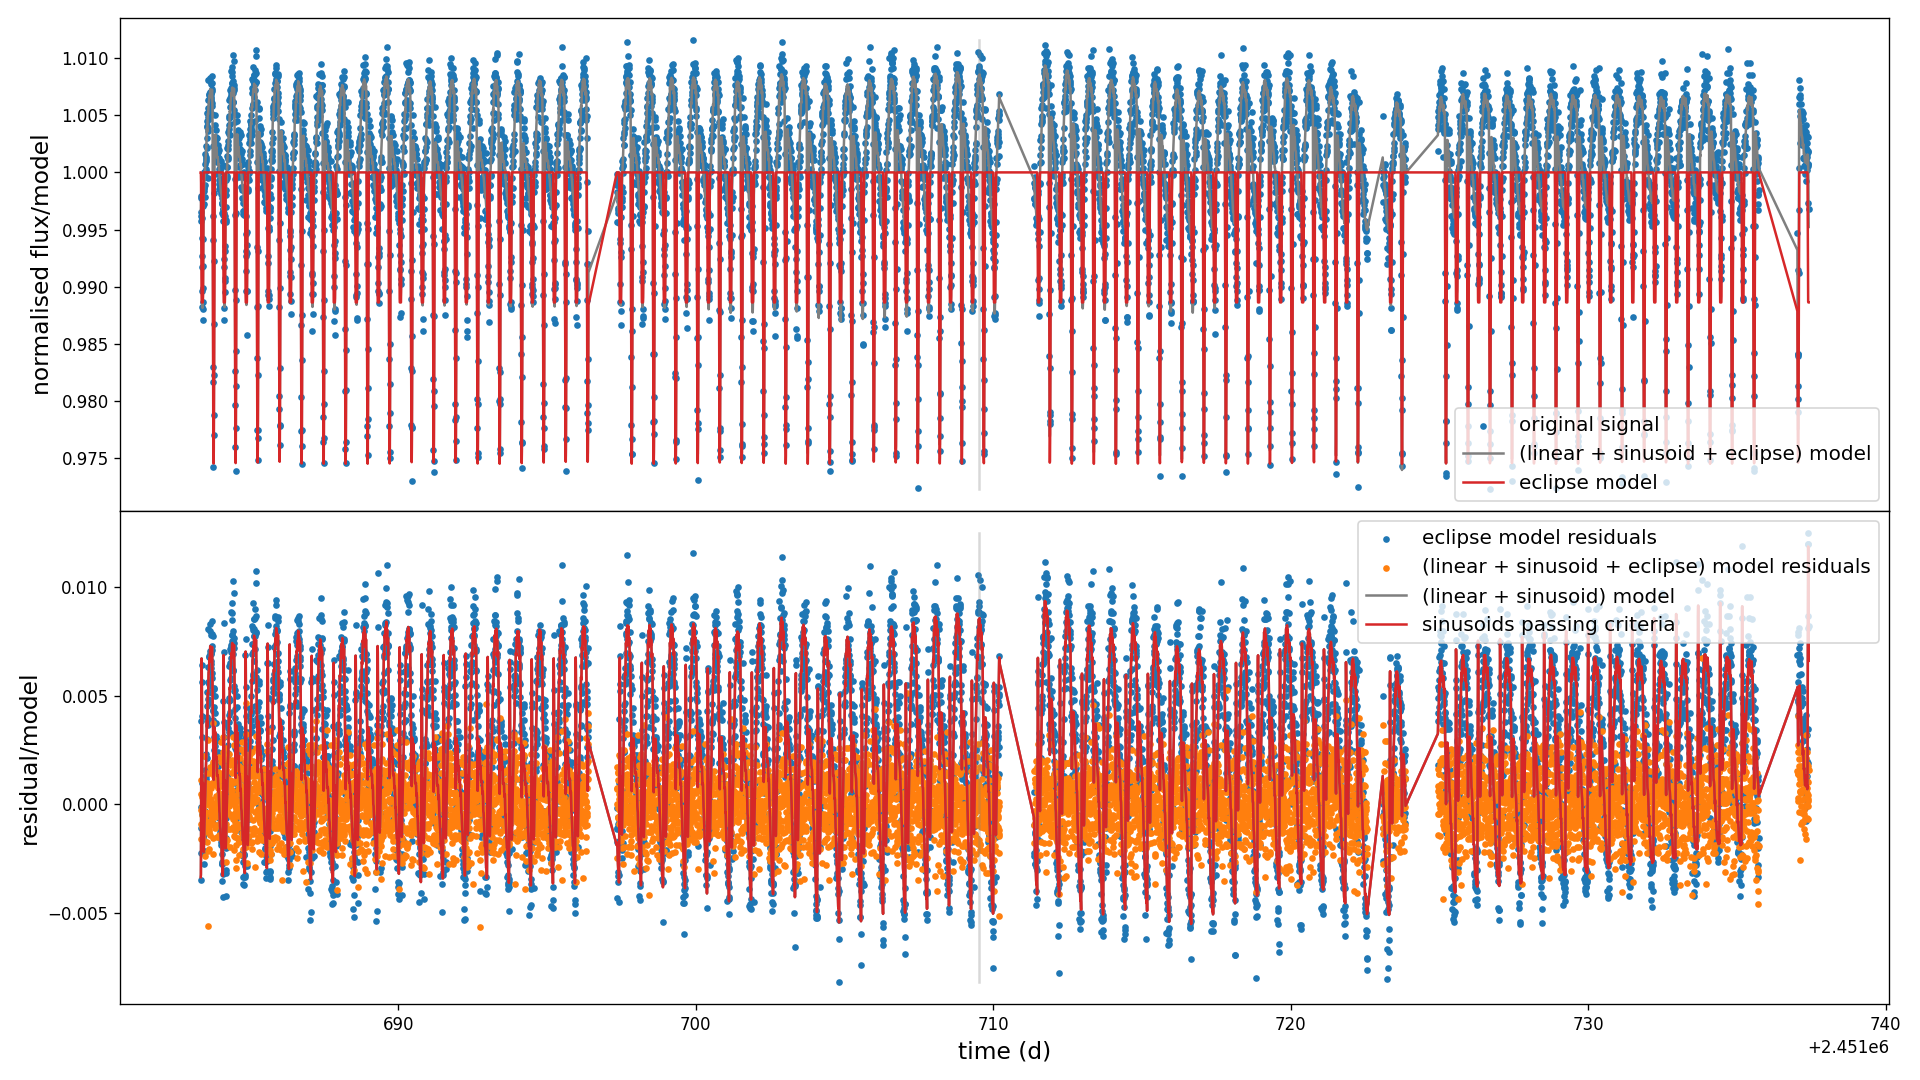 normalised flux/model
1.010
1.005
1.000
0.995
0.990
0.985
0.980
0.975
original signal
(linear + sinusoid + eclipse) model
eclipse model
residual/model
0.010
0.005
0.000
−0.005
eclipse model residuals
(linear + sinusoid + eclipse) model residuals
(linear + sinusoid) model
sinusoids passing criteria
690
700
710
720
730
740
time (d)
+2.451e6